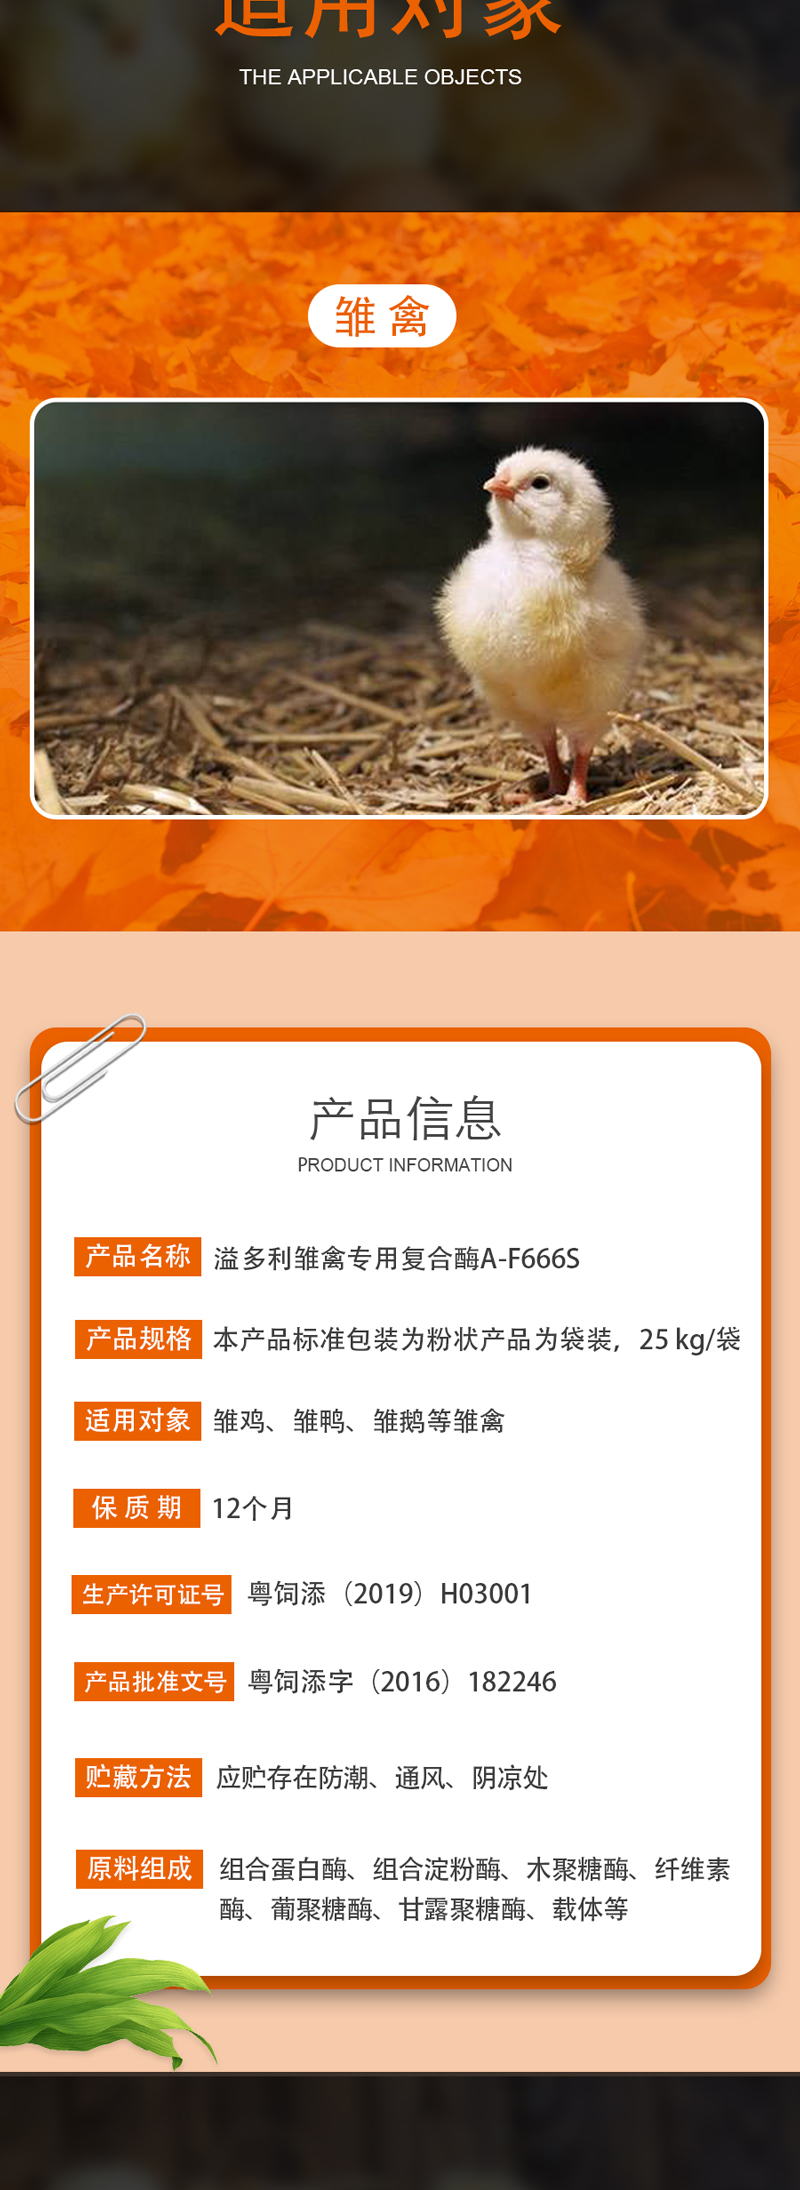 适用对象
THE APPLICABLE OBJECTS
雏禽
产品信息
PRODUCT INFORMATION
产品名称 溢多利雏禽专用复合酶A-F666S
产品规格 本产品标准包装为粉状产品为袋装，25 kg/袋
适用对象 雏鸡、雏鸭、雏鹅等雏禽
保质期 12个月
生产许可证号 粤饲添（2019）H03001
产品批准文号 粤饲添字（2016）182246
贮藏方法 应贮存在防潮、通风、阴凉处
原料组成 组合蛋白酶、组合淀粉酶、木聚糖酶、纤维素
酶、葡聚糖酶、甘露聚糖酶、载体等